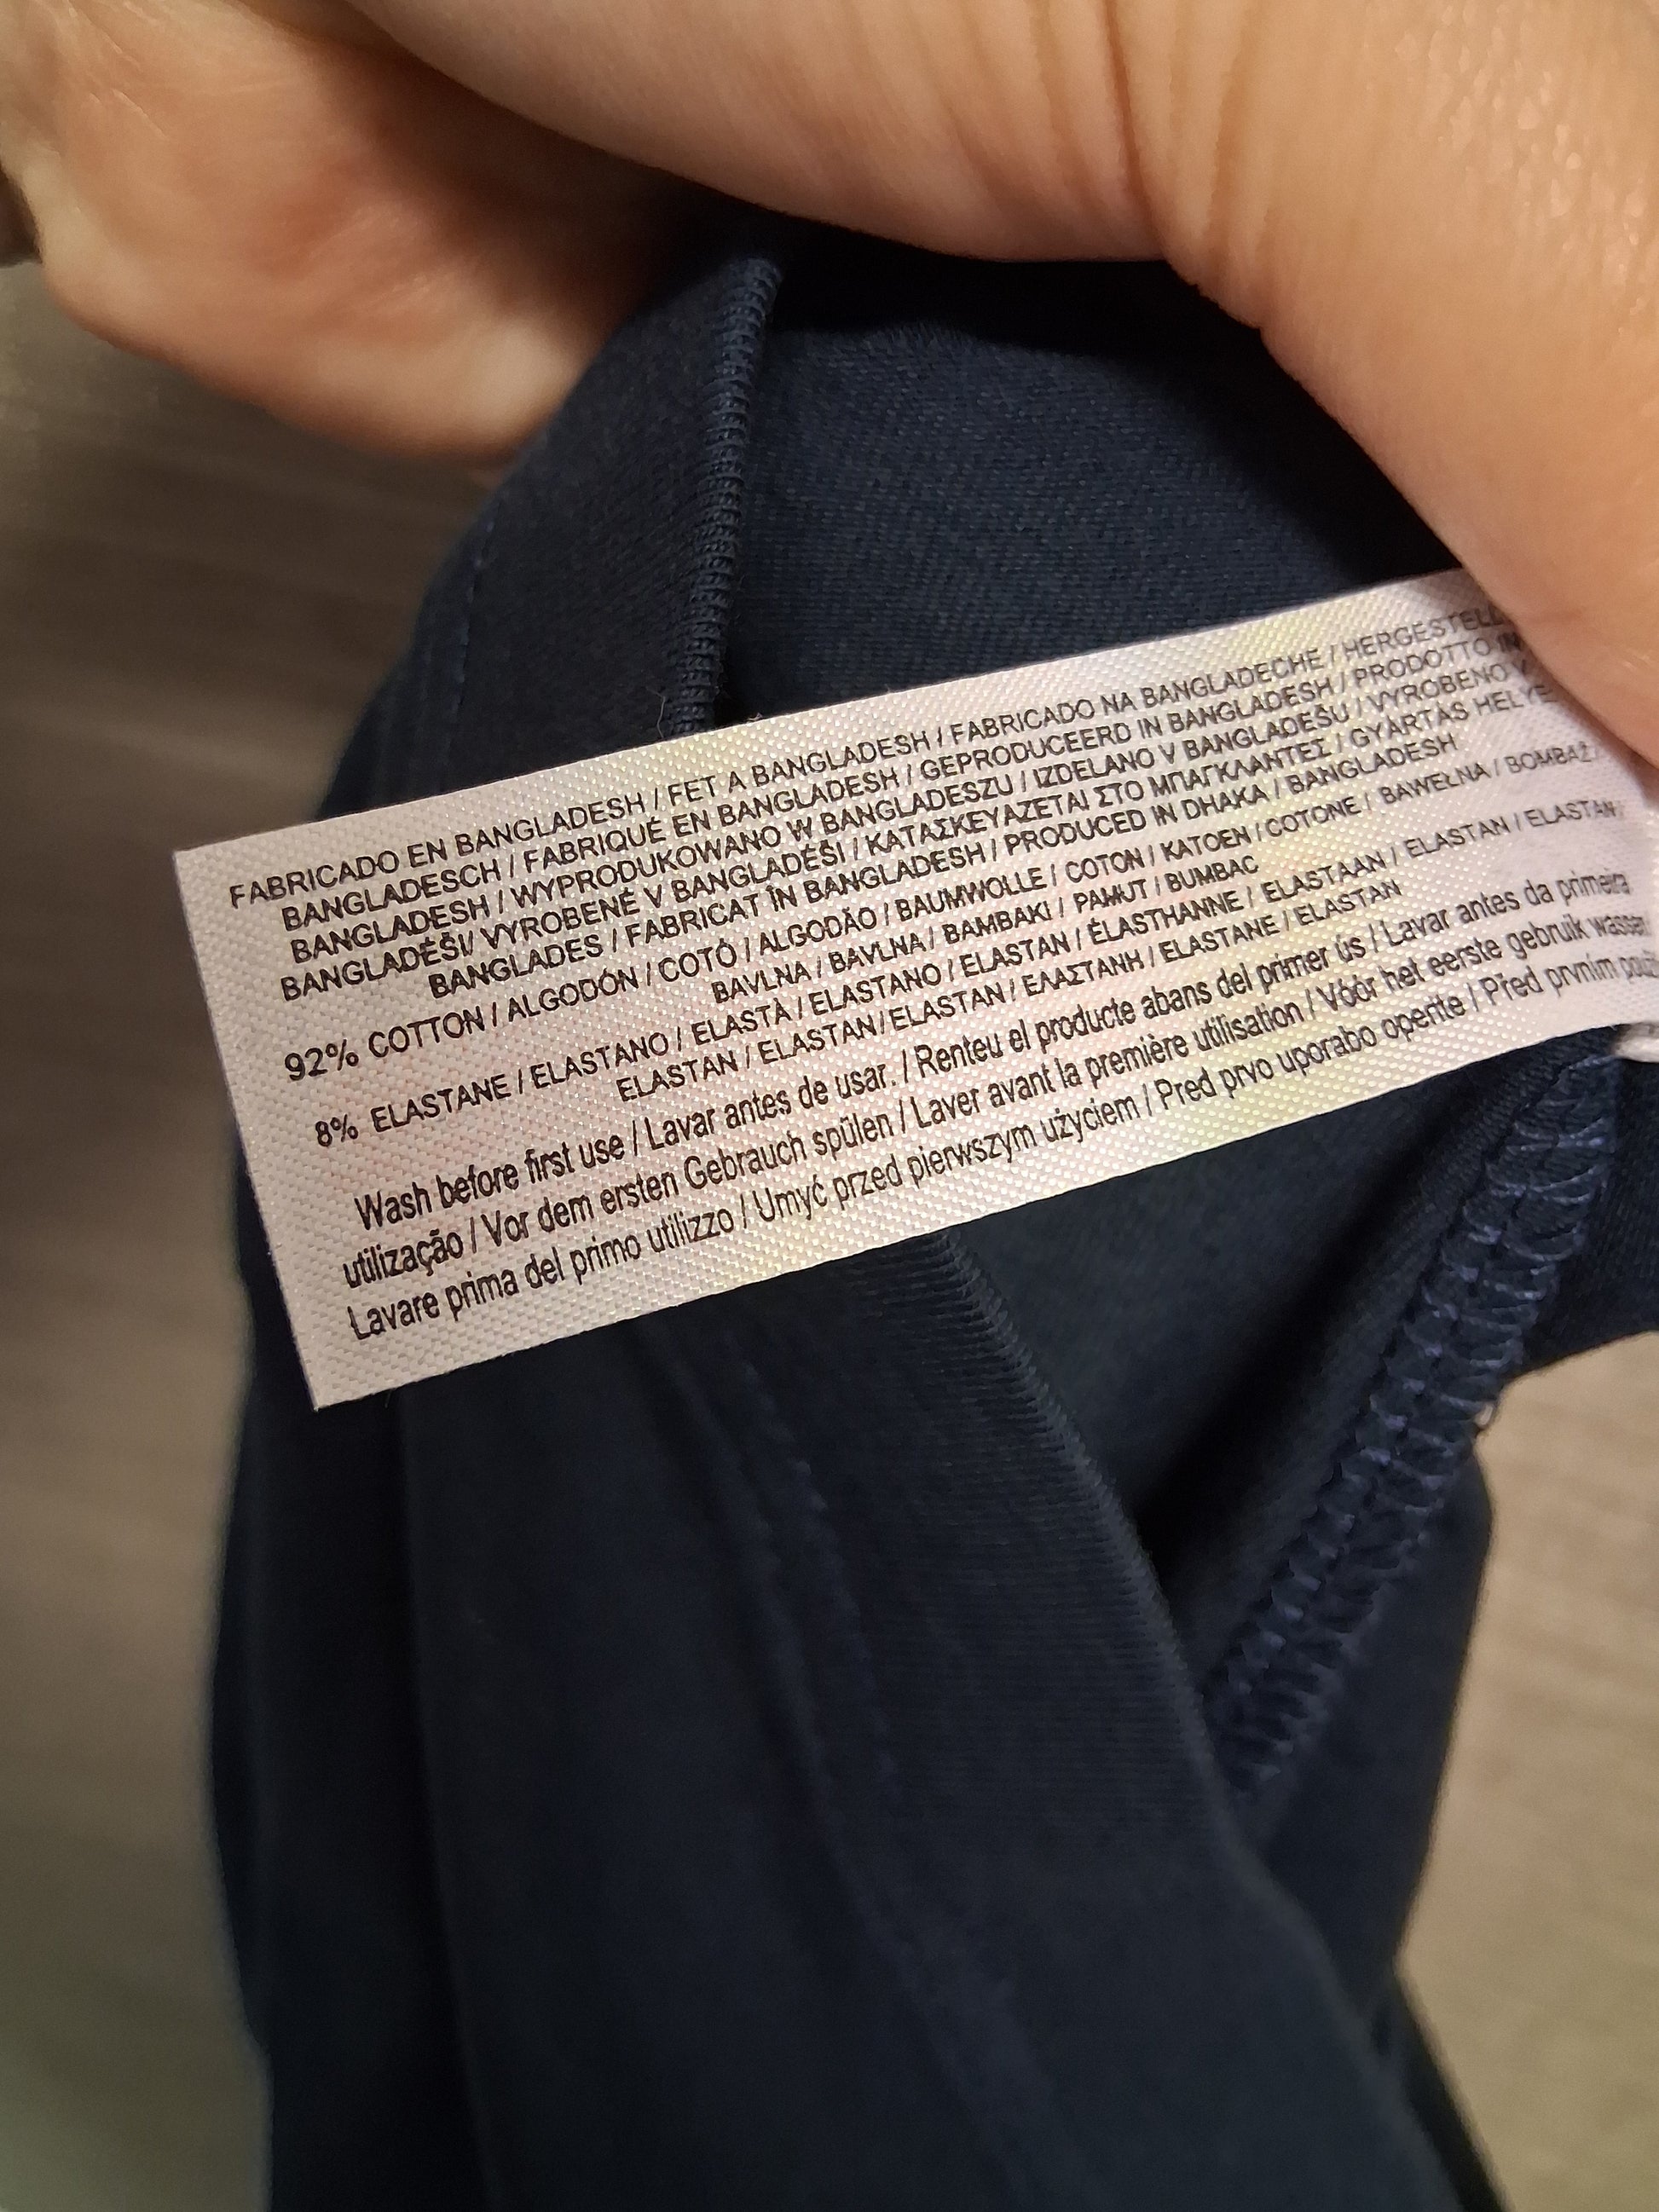 FABRICADO EN BANGLADESH / FET A BANGLADESH / FABRICADO NA BANGLADECHE / HERGESTELL
BANGLADESCH / FABRIQUÉ EN BANGLADESH / GEPRODUCEERD IN BANGLADESH / PRODOTTO IN
BANGLADESH / WYPRODUKOWANO W BANGLADESZU / IZDELANO V BANGLADEŠU / VYROBENO V
BANGLADÉŠI/ VYROBENÉ V BANGLADÉŠI / ΚΑΤΑΣΚΕΥΑΖΕΤΑΙ ΣΤΟ ΜΠΑΓΚΛΑΝΤΕΣ / GYÁRTÁS HELYE
BANGLADES / FABRICAT ÎN BANGLADESH / PRODUCED IN DHAKA / BANGLADESH
92% COTTON / ALGODÓN / COTÓ / ALGODÃO / BAUMWOLLE / COTON / KATOEN / COTONE / BAWEŁNA / BOMBAŽ
BAVLNA / BAVLNA / BAMBAKI / PAMUT / BUMBAC
8% ELASTANE / ELASTANO / ELASTÀ / ELASTANO / ELASTAN / ÉLASTHANNE / ELASTAAN / ELASTAN / ELASTAN
ELASTAN / ELASTAN / ELASTAN / ΕΛΑΣΤΑΝΗ / ELASTANE / ELASTAN
Wash before first use / Lavar antes de usar. / Renteu el producte abans del primer ús / Lavar antes da primeira
utilização / Vor dem ersten Gebrauch spülen / Laver avant la première utilisation / Vóór het eerste gebruik wassen
Lavare prima del primo utilizzo / Umyć przed pierwszym użyciem / Pred prvo uporabo operite / Před prvním